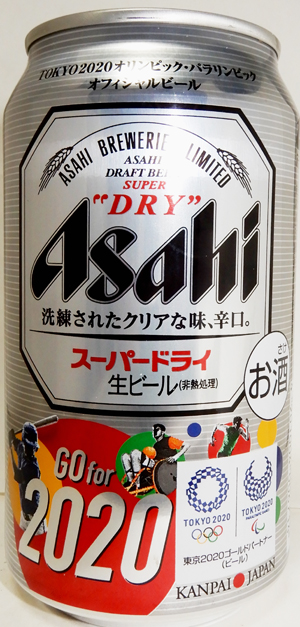 TOKYO2020オリンピック・パラリンピック
オフィシャルビール
ASAHI BREWERIES LIMITED
ASAHI
DRAFT BEER
SUPER
"DRY"
Asahi
洗練されたクリアな味、辛口。
スーパードライ
生ビール(非熱処理)
さけ
お酒
GO for
2020
TOKYO 2020
TOKYO 2020
東京2020ゴールドパートナー
(ビール)
KANPAI JAPAN